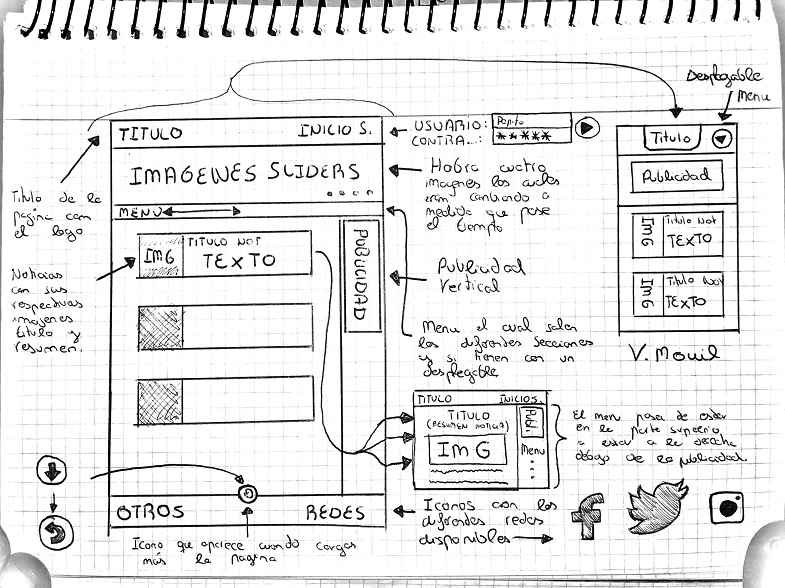 Desplegable
Menu
TITULO
INICIO S.
USUARIO:
Pepito
CONTRA...:
*****
Titulo
IMAGENES SLIDERS
Habra cuatro
imagenes las cuales
iran cambiando a
medida que pase
el tiempo
Publicidad
Titulo de la
pagina con
el logo
MENU
IMG
TITULO NOT
TEXTO
PUBLICIDAD
Publicidad
Vertical
IMG
Titulo Not
TEXTO
IMG
Titulo Not
TEXTO
Noticias
con sus
respectivas
imagenes
titulo y
resumen.
Menu el cual salen
las diferentes secciones
y si tienen con un
desplegable
V. Movil
TITULO
INICIO S.
TITULO
(RESUMEN NOTICIA)
IMG
Publi
Menu
El menu pasa de estar
en la parte superior
a estar a la derecha
debajo de la publicidad.
OTROS
REDES
Iconos con las
diferentes redes
disponibles
Icono que aparece cuando cargas
más la pagina
f